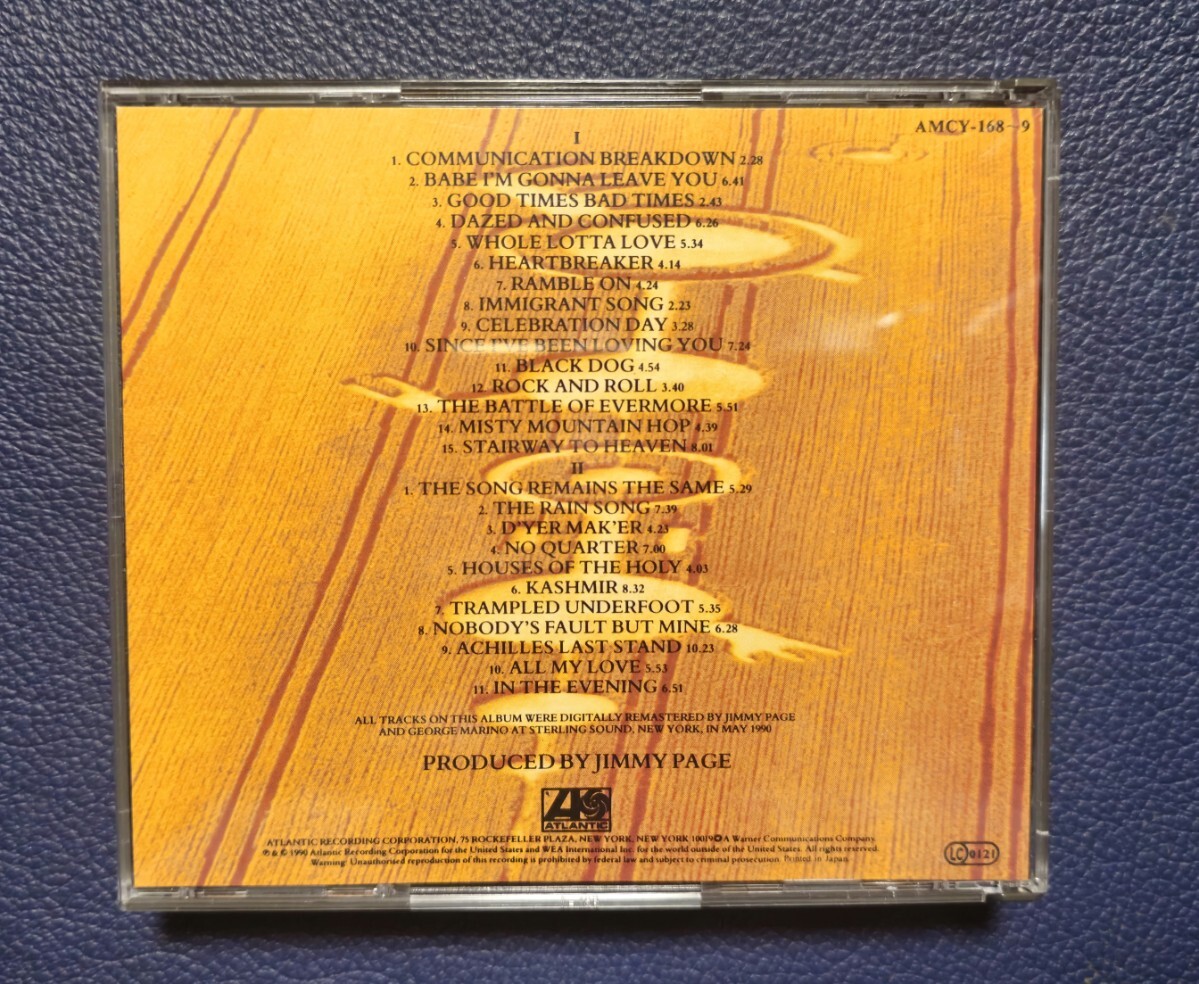 AMCY-168~9
I
1. COMMUNICATION BREAKDOWN 2.28
2. BABE I'M GONNA LEAVE YOU 6.41
3. GOOD TIMES BAD TIMES 2.43
4. DAZED AND CONFUSED 6.26
5. WHOLE LOTTA LOVE 5.34
6. HEARTBREAKER 4.14
7. RAMBLE ON 4.24
8. IMMIGRANT SONG 2.23
9. CELEBRATION DAY 3.28
10. SINCE I'VE BEEN LOVING YOU 7.24
11. BLACK DOG 4.54
12. ROCK AND ROLL 3.40
13. THE BATTLE OF EVERMORE 5.51
14. MISTY MOUNTAIN HOP 4.39
15. STAIRWAY TO HEAVEN 8.01
II
1. THE SONG REMAINS THE SAME 5.29
2. THE RAIN SONG 7.39
3. D'YER MAK'ER 4.23
4. NO QUARTER 7.00
5. HOUSES OF THE HOLY 4.03
6. KASHMIR 8.32
7. TRAMPLED UNDERFOOT 5.35
8. NOBODY'S FAULT BUT MINE 6.28
9. ACHILLES LAST STAND 10.23
10. ALL MY LOVE 5.53
11. IN THE EVENING 6.51
ALL TRACKS ON THIS ALBUM WERE DIGITALLY REMASTERED BY JIMMY PAGE
AND GEORGE MARINO AT STERLING SOUND, NEW YORK, IN MAY 1990
PRODUCED BY JIMMY PAGE
ATLANTIC
ATLANTIC RECORDING CORPORATION, 75 ROCKEFELLER PLAZA, NEW YORK, NEW YORK 10019 A Warner Communications Company.
℗ & © 1990 Atlantic Recording Corporation for the United States and WEA International Inc. for the world outside of the United States. All rights reserved.
Warning: Unauthorised reproduction of this recording is prohibited by federal law and subject to criminal prosecution. Printed in Japan.
LC 0121